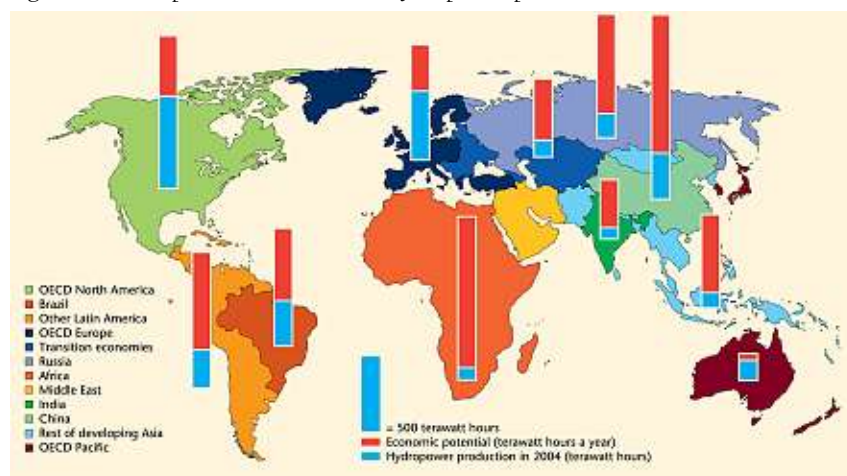 OECD North America
Brazil
Other Latin America
OECD Europe
Transition economies
Russia
Africa
Middle East
India
China
Rest of developing Asia
OECD Pacific
= 500 terawatt hours
Economic potential (terawatt hours a year)
Hydropower production in 2004 (terawatt hours)